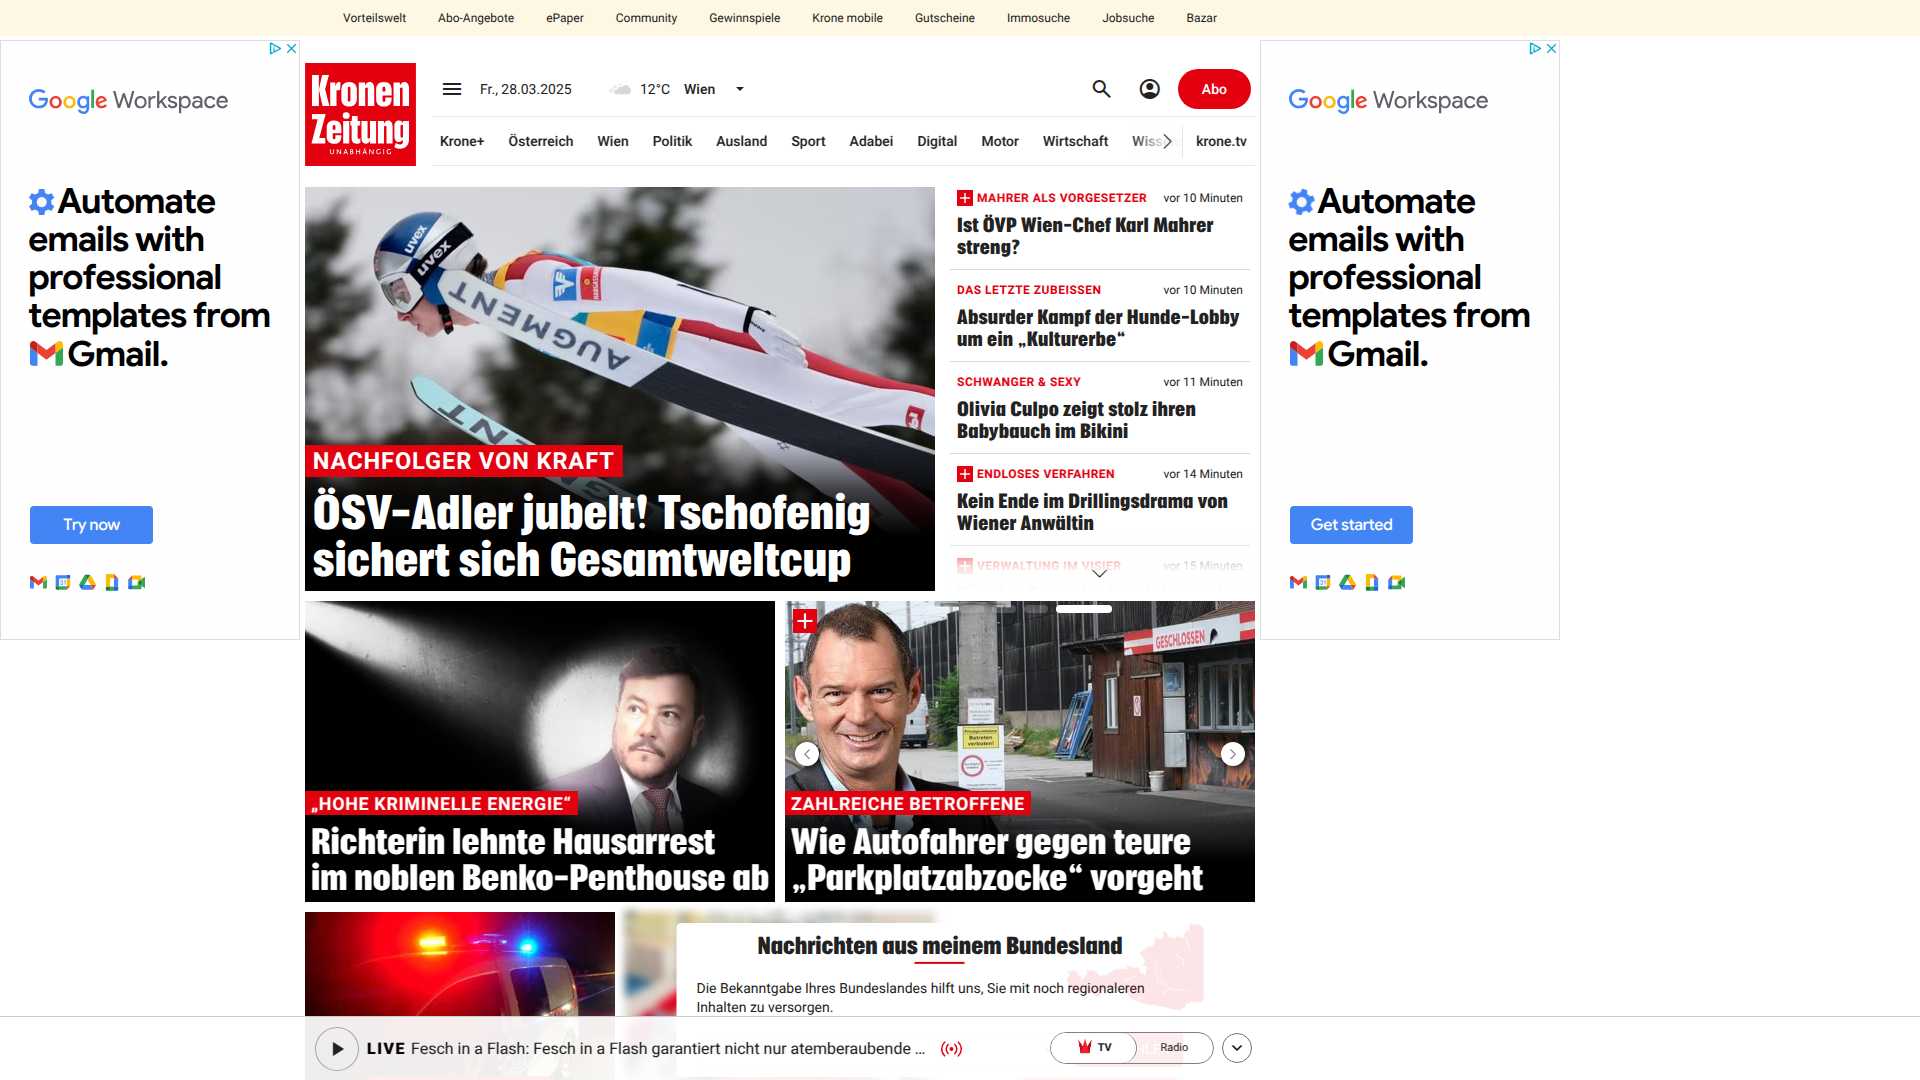 Vorteilswelt Abo-Angebote ePaper Community Gewinnspiele Krone mobile Gutscheine Immosuche Jobsuche Bazar
Google Workspace
Automate
emails with
professional
templates from
Gmail.
Try now
Kronen
Zeitung
UNABHÄNGIG
Fr., 28.03.2025 12°C Wien
Abo
Krone+ Österreich Wien Politik Ausland Sport Adabei Digital Motor Wirtschaft Wiss krone.tv
uvex
uvex
AUGMENT
NACHFOLGER VON KRAFT
ÖSV-Adler jubelt! Tschofenig
sichert sich Gesamtweltcup
MAHRER ALS VORGESETZER vor 10 Minuten
Ist ÖVP Wien-Chef Karl Mahrer
streng?
DAS LETZTE ZUBEISSEN vor 10 Minuten
Absurder Kampf der Hunde-Lobby
um ein „Kulturerbe“
SCHWANGER & SEXY vor 11 Minuten
Olivia Culpo zeigt stolz ihren
Babybauch im Bikini
ENDLOSES VERFAHREN vor 14 Minuten
Kein Ende im Drillingsdrama von
Wiener Anwältin
VERWALTUNG IM VISIER vor 15 Minuten
Google Workspace
Automate
emails with
professional
templates from
Gmail.
Get started
„HOHE KRIMINELLE ENERGIE“
Richterin lehnte Hausarrest
im noblen Benko-Penthouse ab
GESCHLOSSEN
Betreten
verboten!
ZAHLREICHE BETROFFENE
Wie Autofahrer gegen teure
„Parkplatzabzocke“ vorgeht
Nachrichten aus meinem Bundesland
Die Bekanntgabe Ihres Bundeslandes hilft uns, Sie mit noch regionaleren
Inhalten zu versorgen.
LIVE Fesch in a Flash: Fesch in a Flash garantiert nicht nur atemberaubende ...
TV Radio